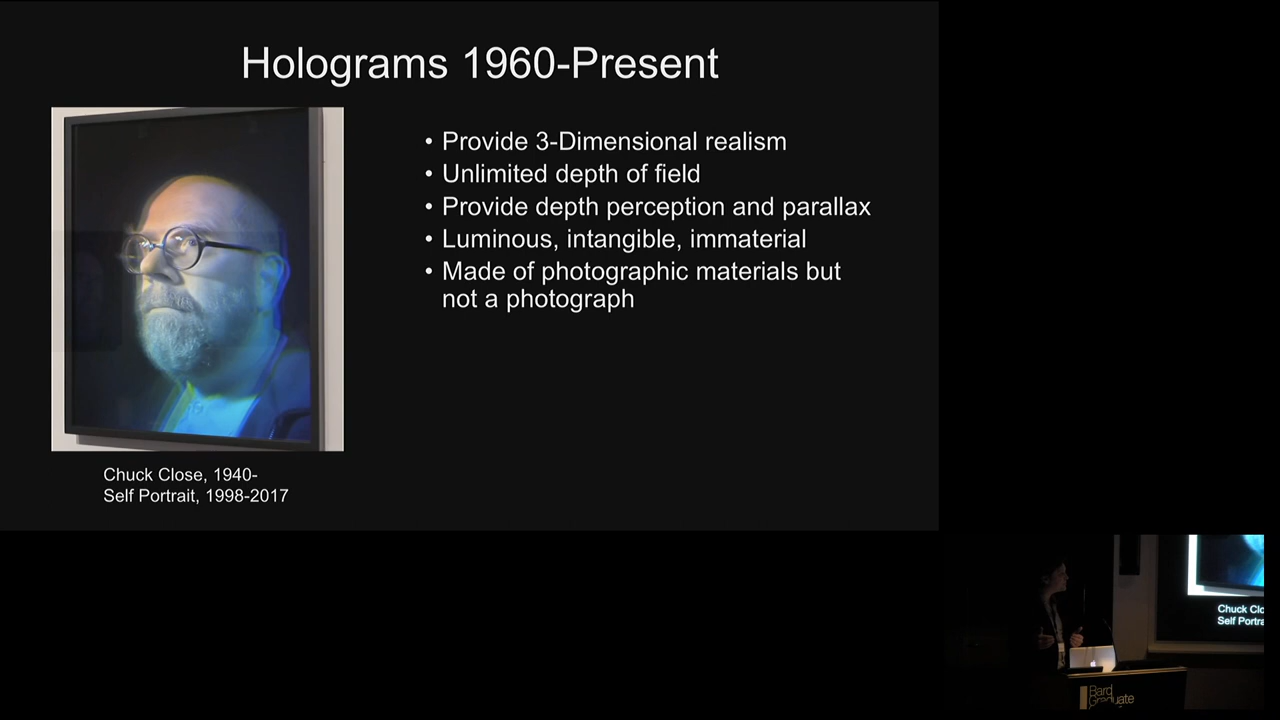 Holograms 1960-Present
• Provide 3-Dimensional realism
• Unlimited depth of field
• Provide depth perception and parallax
• Luminous, intangible, immaterial
• Made of photographic materials but
not a photograph
Chuck Close, 1940-
Self Portrait, 1998-2017
Chuck Clo
Self Portra
Bard
Graduate